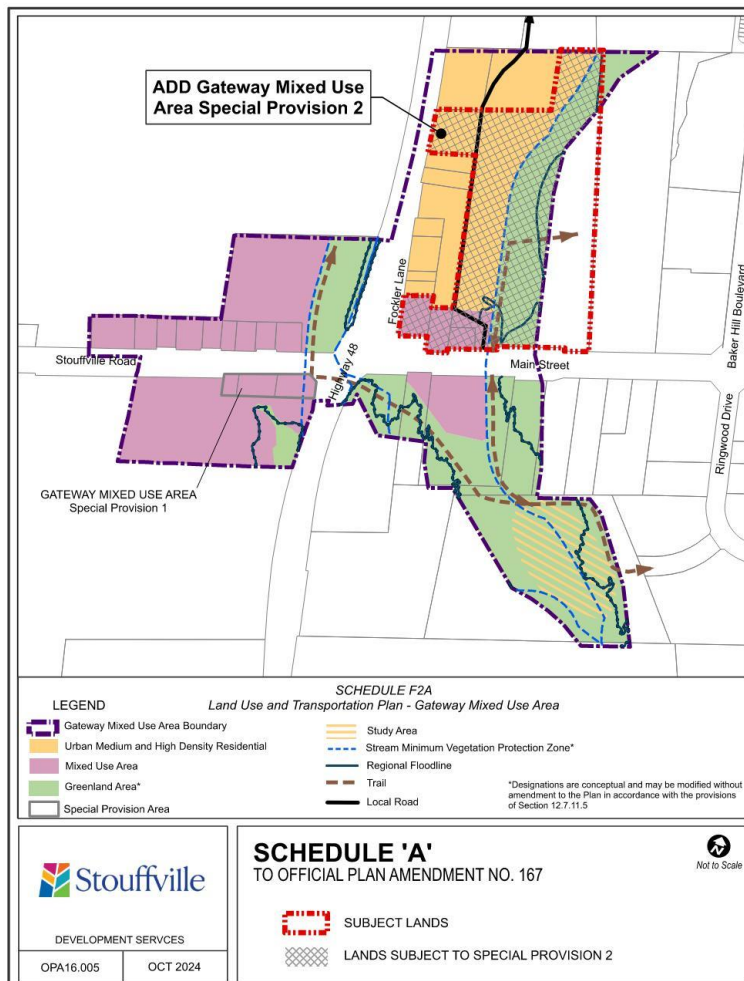 ADD Gateway Mixed Use
Area Special Provision 2
Fockler Lane
Baker Hill Boulevard
Stouffville Road
Highway 48
Main Street
Ringwood Drive
GATEWAY MIXED USE AREA
Special Provision 1
SCHEDULE F2A
Land Use and Transportation Plan - Gateway Mixed Use Area
LEGEND
Gateway Mixed Use Area Boundary
Urban Medium and High Density Residential
Mixed Use Area
Greenland Area*
Special Provision Area
Study Area
Stream Minimum Vegetation Protection Zone*
Regional Floodline
Trail
Local Road
*Designations are conceptual and may be modified without
amendment to the Plan in accordance with the provisions
of Section 12.7.11.5
Stouffville
DEVELOPMENT SERVCES
OPA16.005
OCT 2024
SCHEDULE 'A'
TO OFFICIAL PLAN AMENDMENT NO. 167
Not to Scale
SUBJECT LANDS
LANDS SUBJECT TO SPECIAL PROVISION 2